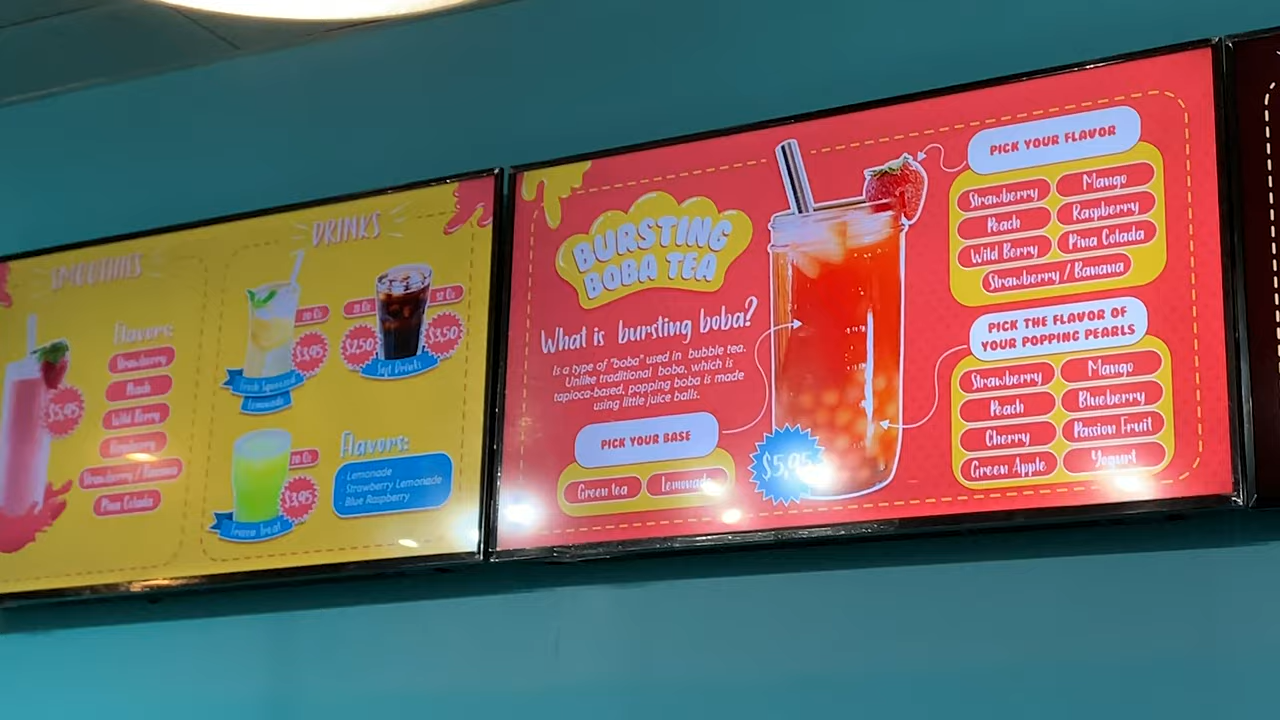 SMOOTHIES
$5,95
Flavors:
Strawberry
Peach
Wild Berry
Raspberry
Strawberry / Banana
Pina Colada
DRINKS
20 Oz
$3,95
Fresh Squeezed
Lemonade
21 Oz
$2,50
32 Oz
$3,50
Soft Drinks
20 Oz
$3,95
Frozen Treat
Flavors:
· Lemonade
· Strawberry Lemonade
· Blue Raspberry
BURSTING
BOBA TEA
What is bursting boba?
Is a type of "boba" used in bubble tea.
Unlike traditional boba, which is
tapioca-based, popping boba is made
using little juice balls.
PICK YOUR BASE
Green tea
Lemonade
$5,95
PICK YOUR FLAVOR
Strawberry
Mango
Peach
Raspberry
Wild Berry
Pina Colada
Strawberry / Banana
PICK THE FLAVOR OF
YOUR POPPING PEARLS
Strawberry
Mango
Peach
Blueberry
Cherry
Passion Fruit
Green Apple
Yogurt